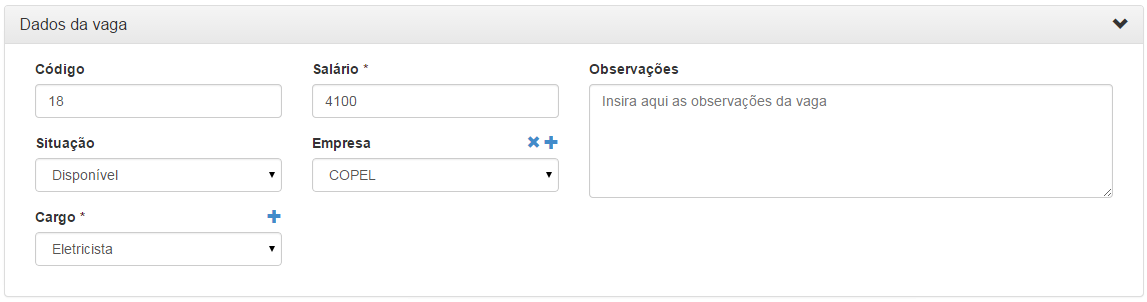 Dados da vaga
Código
18
Salário *
4100
Observações
Insira aqui as observações da vaga
Situação
Disponível
Empresa
COPEL
Cargo *
Eletricista